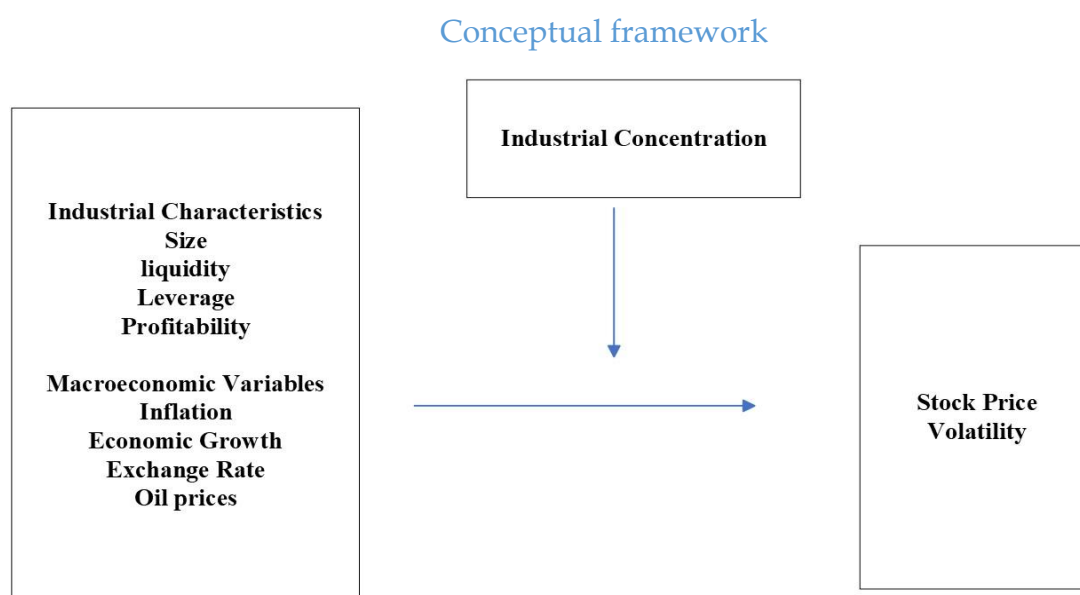 Conceptual framework
Industrial Concentration
Industrial Characteristics
Size
liquidity
Leverage
Profitability
Macroeconomic Variables
Inflation
Economic Growth
Exchange Rate
Oil prices
Stock Price
Volatility